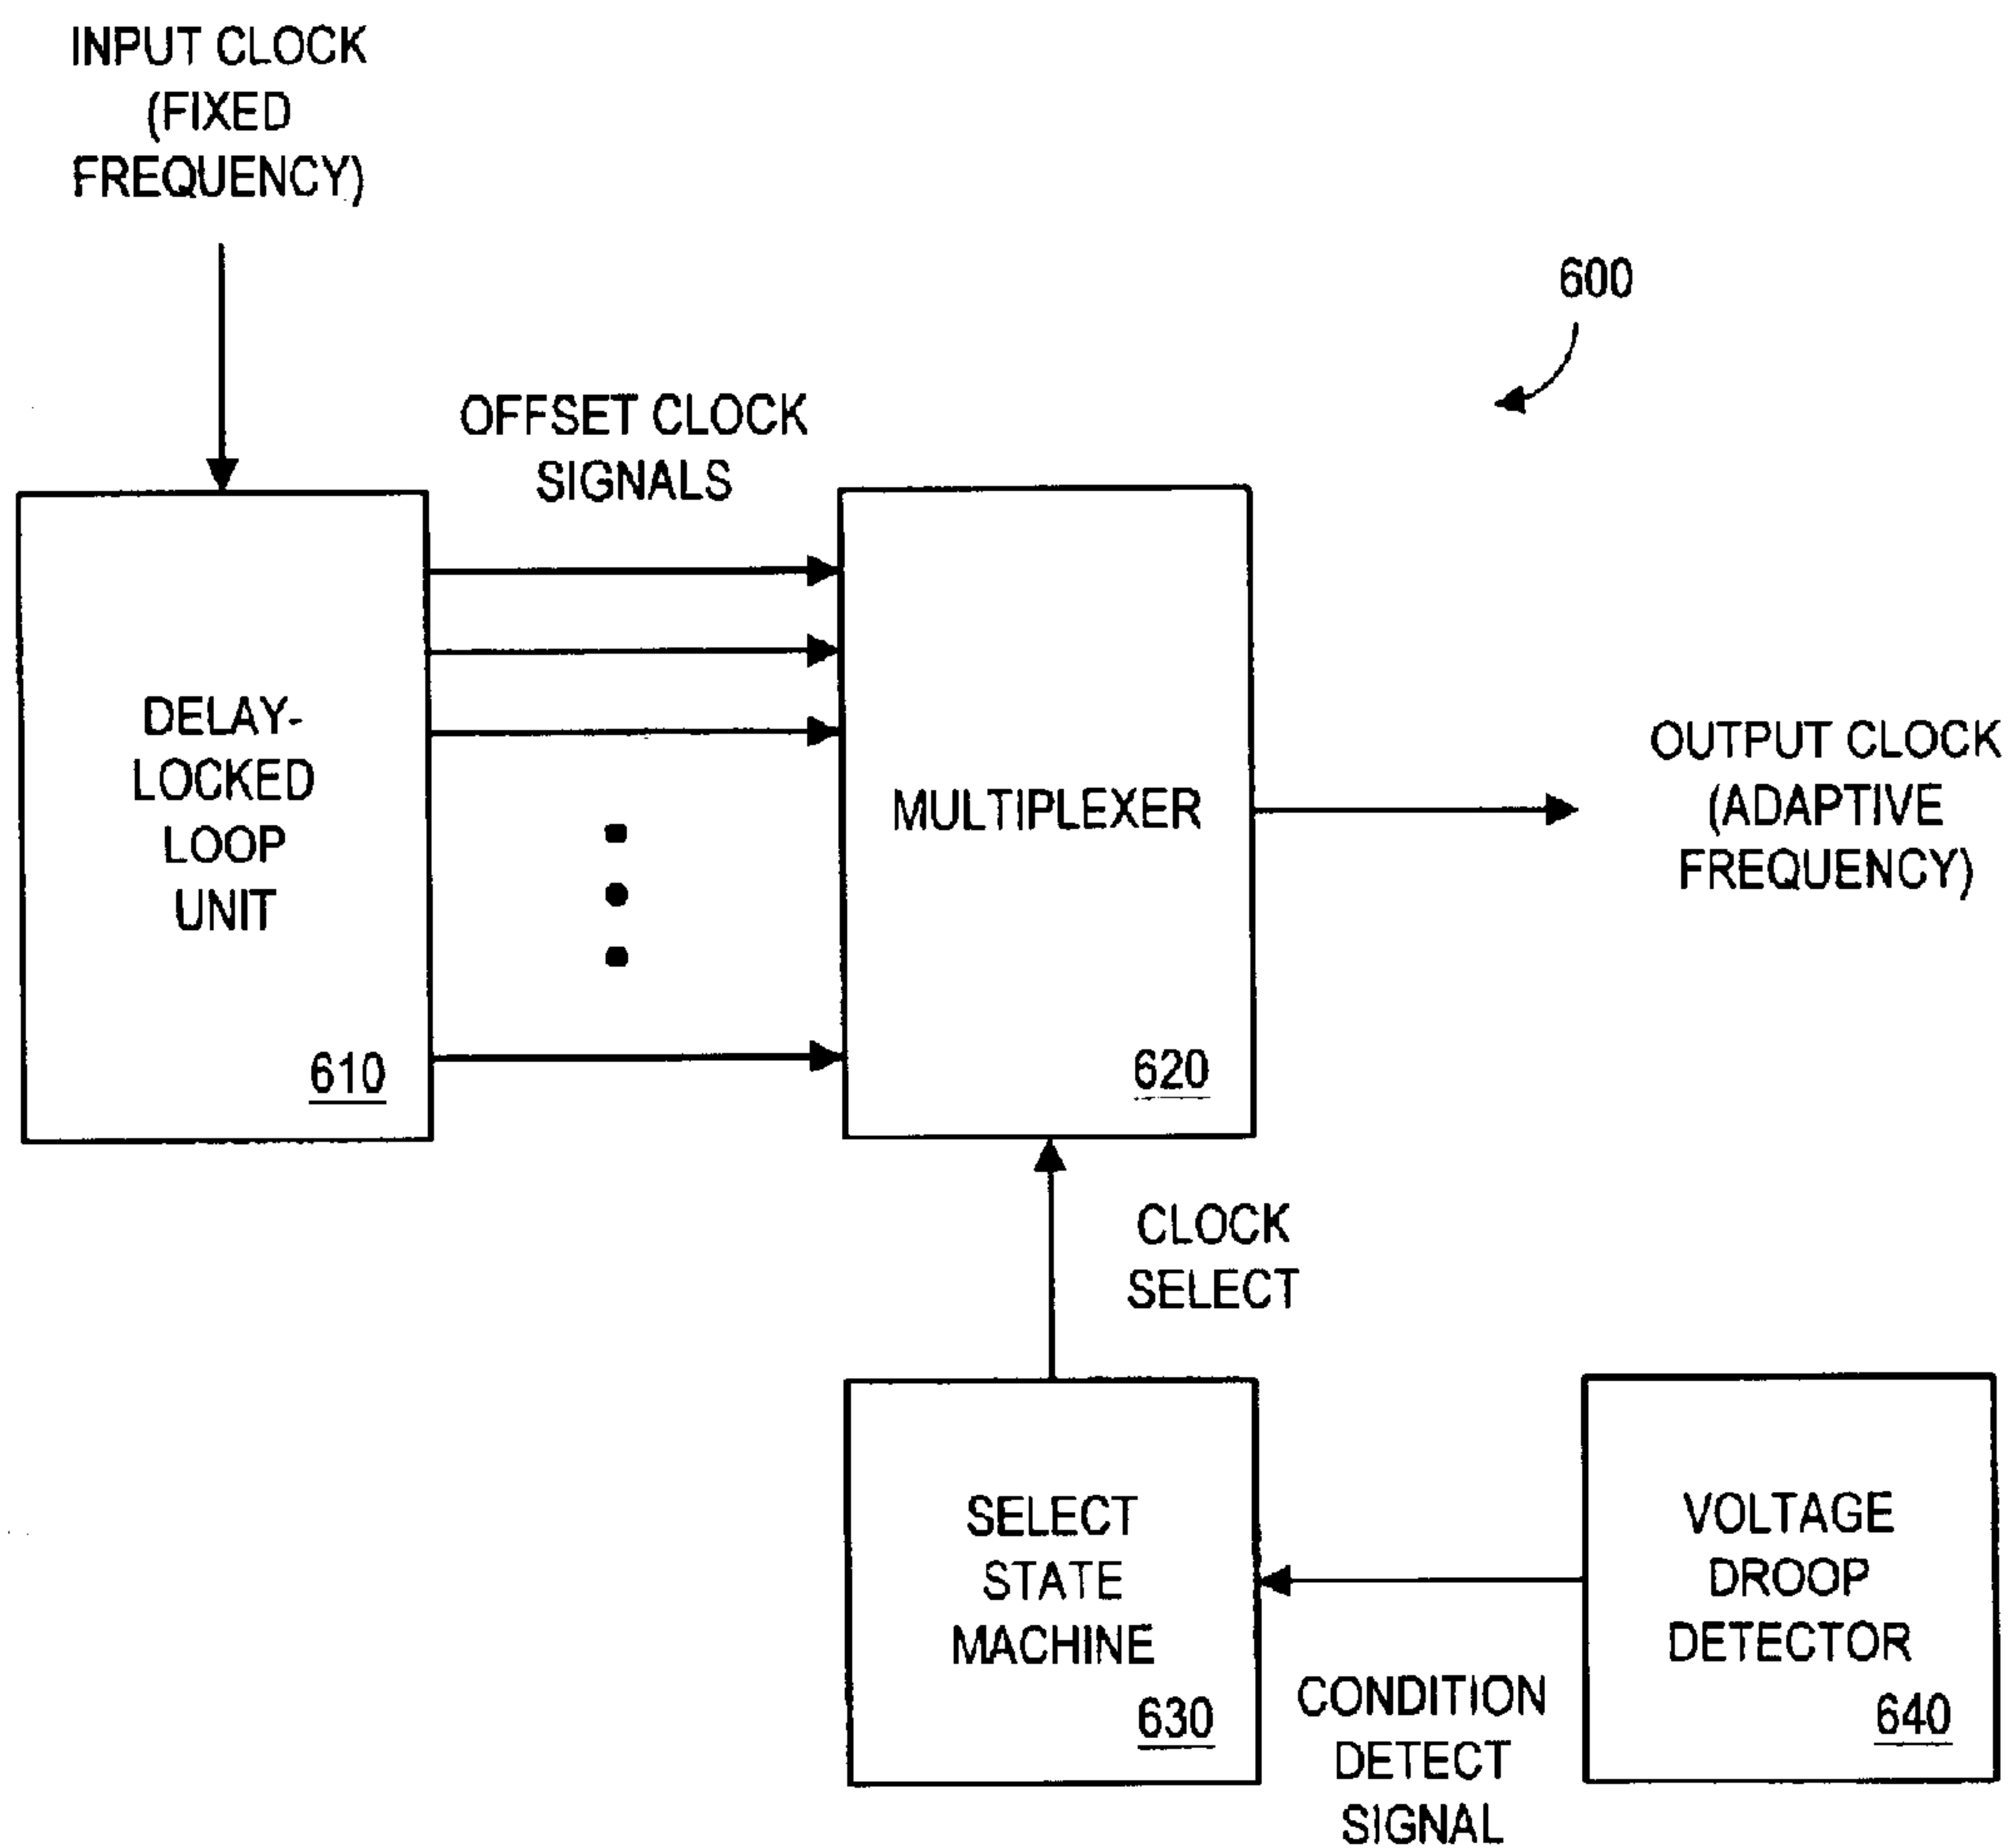 INPUT CLOCK
(FIXED
FREQUENCY)
600
OFFSET CLOCK
SIGNALS
DELAY-
LOCKED
LOOP
UNIT
610
MULTIPLEXER
620
OUTPUT CLOCK
(ADAPTIVE
FREQUENCY)
CLOCK
SELECT
SELECT
STATE
MACHINE
630
CONDITION
DETECT
SIGNAL
VOLTAGE
DROOP
DETECTOR
640